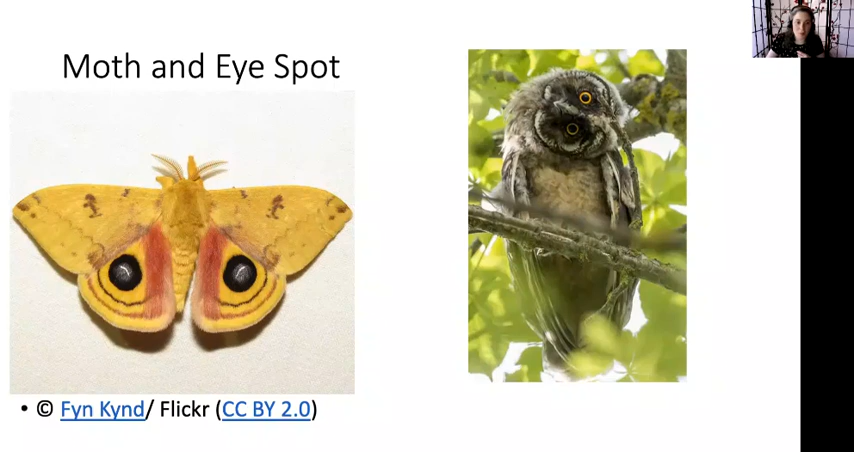 Moth and Eye Spot
• © Fyn Kynd/ Flickr (CC BY 2.0)